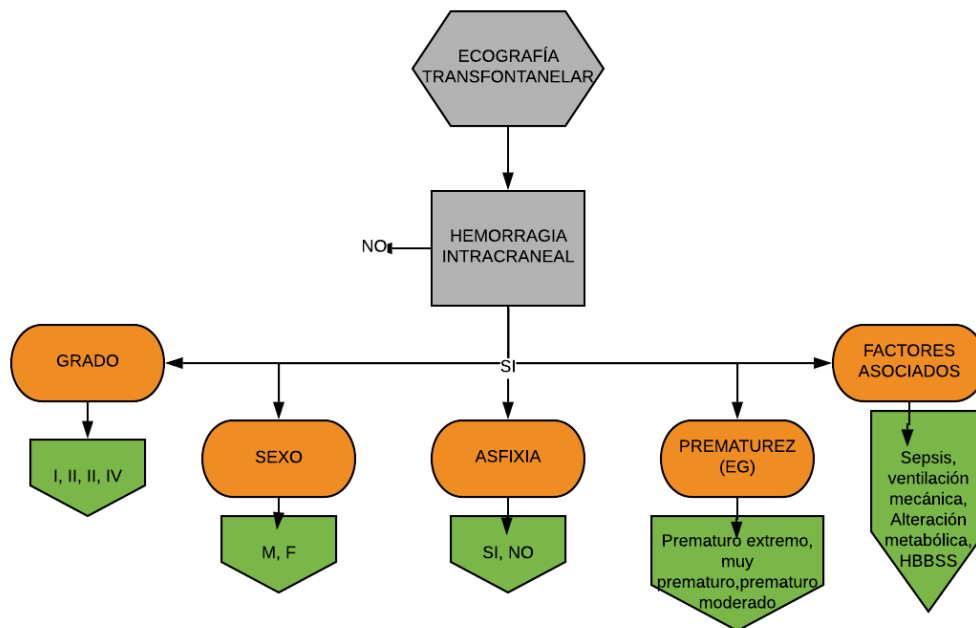 ECOGRAFÍA
TRANSFONTANELAR
HEMORRAGIA
INTRACRANEAL
NO
SI
GRADO
I, II, II, IV
SEXO
M, F
ASFIXIA
SI, NO
PREMATUREZ
(EG)
Prematuro extremo,
muy
prematuro,prematuro
moderado
FACTORES
ASOCIADOS
Sepsis,
ventilación
mecánica,
Alteración
metabólica,
HBBSS